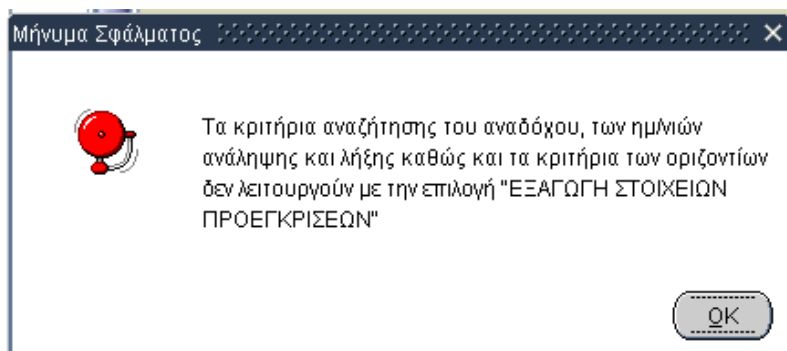 Μήνυμα Σφάλματος
Τα κριτήρια αναζήτησης του αναδόχου, των ημ/νιών
ανάληψης και λήξης καθώς και τα κριτήρια των οριζοντίων
δεν λειτουργούν με την επιλογή "ΕΞΑΓΩΓΗ ΣΤΟΙΧΕΙΩΝ
ΠΡΟΕΓΚΡΙΣΕΩΝ"
OK